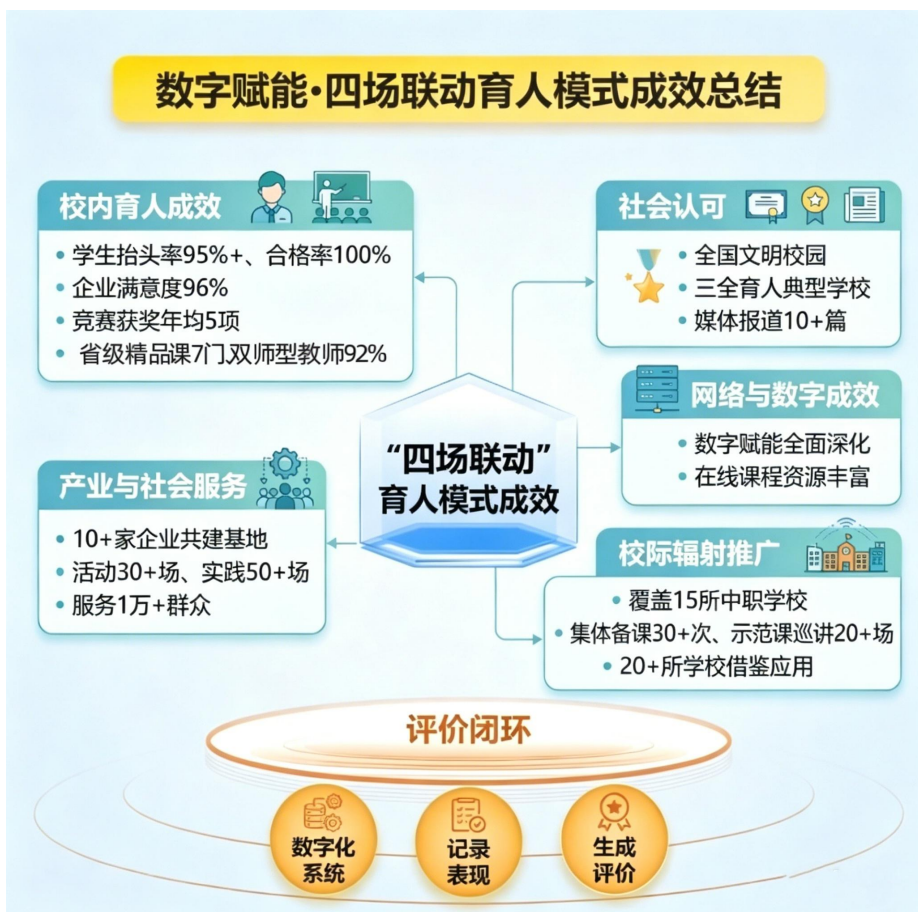 数字赋能·四场联动育人模式成效总结
校内育人成效
• 学生抬头率95%+、合格率100%
• 企业满意度96%
• 竞赛获奖年均5项
• 省级精品课7门,双师型教师92%
社会认可
• 全国文明校园
• 三全育人典型学校
• 媒体报道10+篇
网络与数字成效
• 数字赋能全面深化
• 在线课程资源丰富
“四场联动”
育人模式成效
产业与社会服务
• 10+家企业共建基地
• 活动30+场、实践50+场
• 服务1万+群众
校际辐射推广
• 覆盖15所中职学校
• 集体备课30+次、示范课巡讲20+场
• 20+所学校借鉴应用
评价闭环
数字化
系统
记录
表现
生成
评价